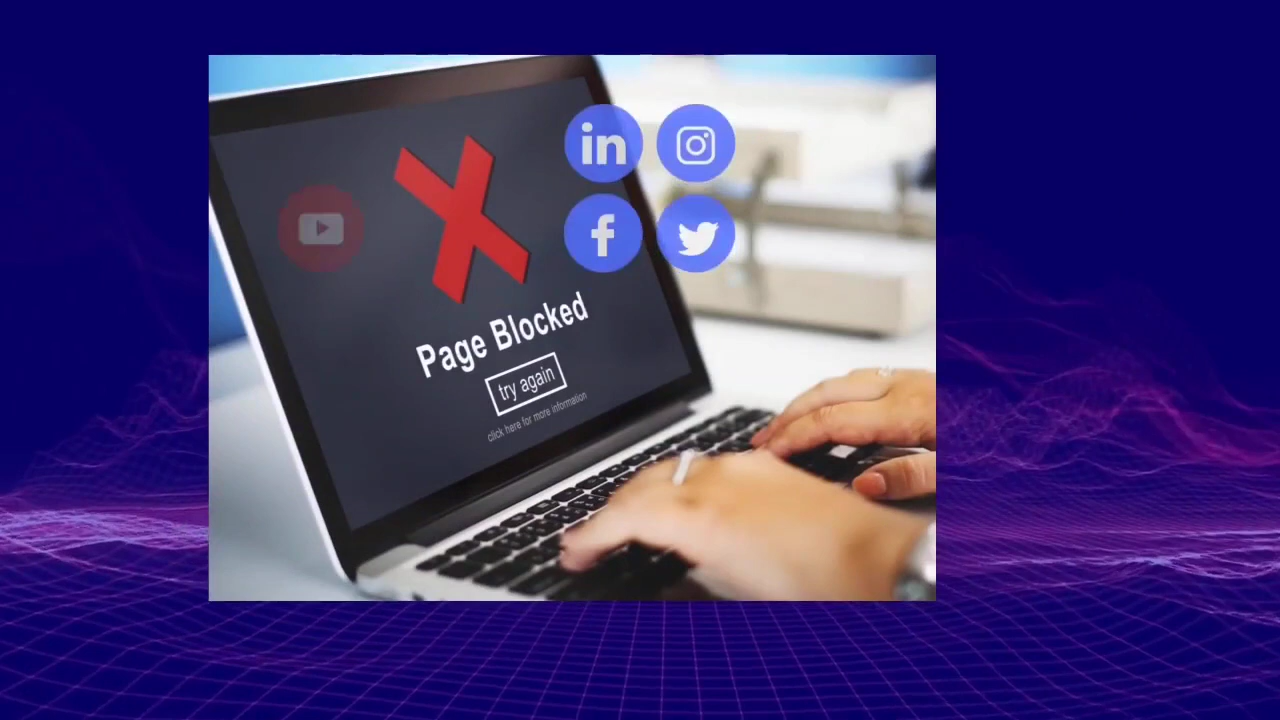 in
f
Page Blocked
try again
click here for more information